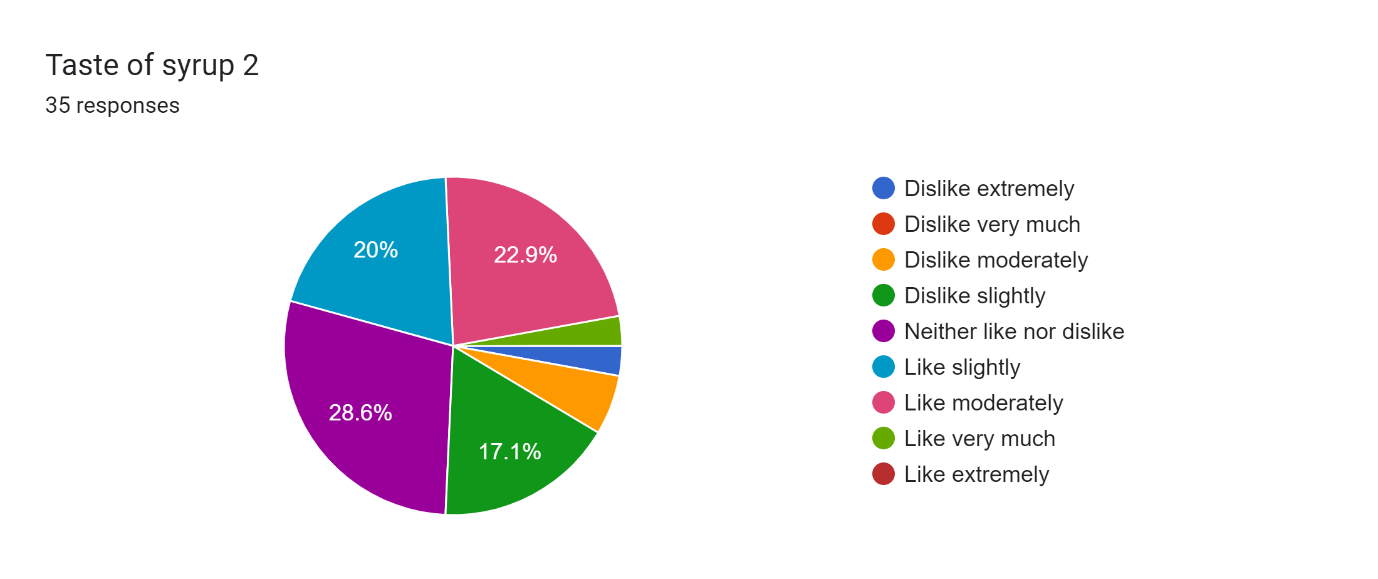 Taste of syrup 2
35 responses
20%
22.9%
28.6%
17.1%
Dislike extremely
Dislike very much
Dislike moderately
Dislike slightly
Neither like nor dislike
Like slightly
Like moderately
Like very much
Like extremely